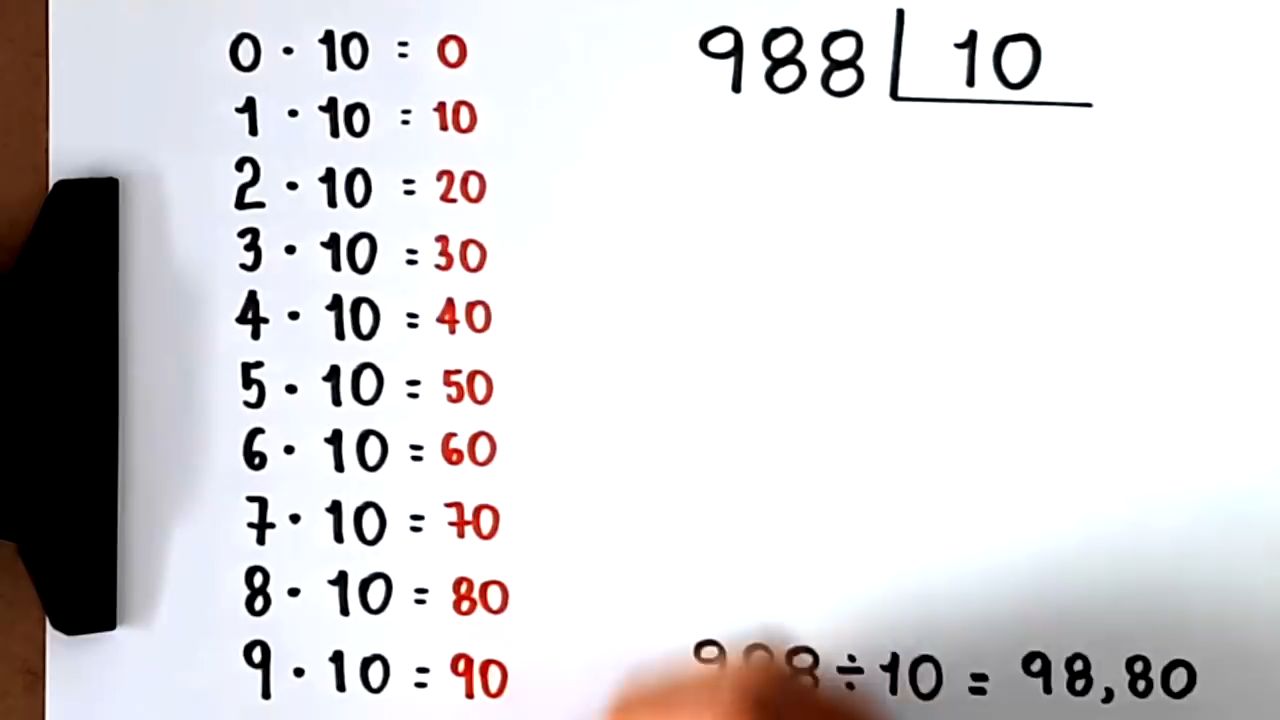 0 · 10 = 0
1 · 10 = 10
2 · 10 = 20
3 · 10 = 30
4 · 10 = 40
5 · 10 = 50
6 · 10 = 60
7 · 10 = 70
8 · 10 = 80
9 · 10 = 90
988 10
988 ÷ 10 = 98,80